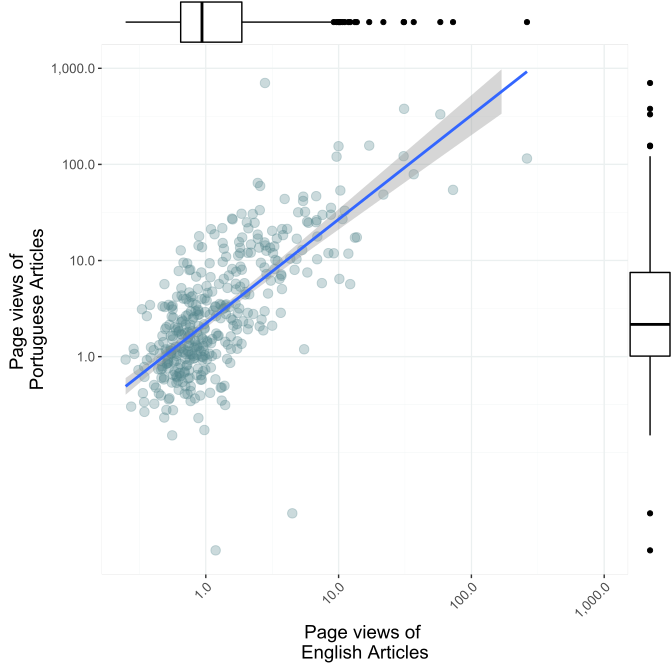 1,000.0
100.0
10.0
1.0
Page views of
Portuguese Articles
1.0
10.0
100.0
1,000.0
Page views of
English Articles